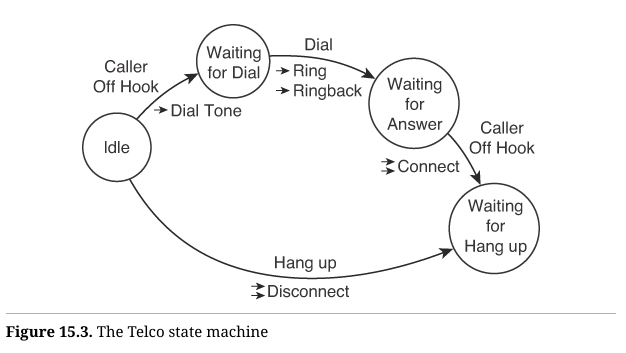 Caller
Off Hook
Dial Tone
Waiting
for Dial
Dial
Ring
Ringback
Waiting
for
Answer
Caller
Off Hook
Connect
Idle
Waiting
for
Hang up
Hang up
Disconnect
Figure 15.3. The Telco state machine